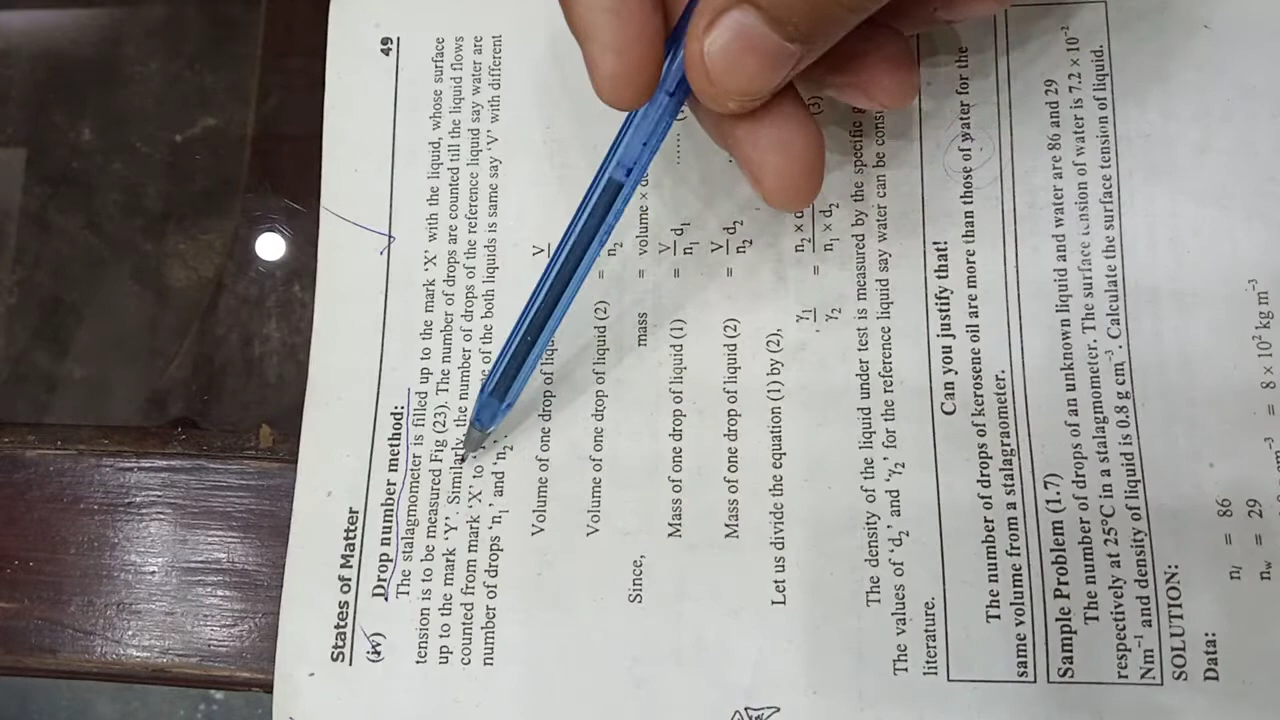 States of Matter 49
(iv) Drop number method:
The stalagmometer is filled up to the mark ‘X’ with the liquid, whose surface
tension is to be measured Fig (23). The number of drops are counted till the liquid flows
up to the mark ‘Y’. Similarly, the number of drops of the reference liquid say water are
counted from mark ‘X’ to of the both liquids is same say ‘V’ with different
number of drops ‘n₁’ and ‘n₂’
Volume of one drop of V
Volume of one drop of liquid (2) = n₂
Since, mass = volume ×
Mass of one drop of liquid (1) = V/n₁ d₁ ...... (
Mass of one drop of liquid (2) = V/n₂ d₂
Let us divide the equation (1) by (2),
γ₁/γ₂ = n₂ × / n₁ × d₂ (3)
The density of the liquid under test is measured by the specific
The values of ‘d₂’ and ‘γ₂’ for the reference liquid say water can be
literature.
Can you justify that!
The number of drops of kerosene oil are more than those of water for the
same volume from a stalagraometer.
Sample Problem (1.7)
The number of drops of an unknown liquid and water are 86 and 29
respectively at 25°C in a stalagmometer. The surface tension of water is 7.2 × 10⁻²
Nm⁻¹ and density of liquid is 0.8 g cm⁻³. Calculate the surface tension of liquid.
SOLUTION:
Data:
n_l = 86
n_w = 29
= 8 × 10² kg m⁻³